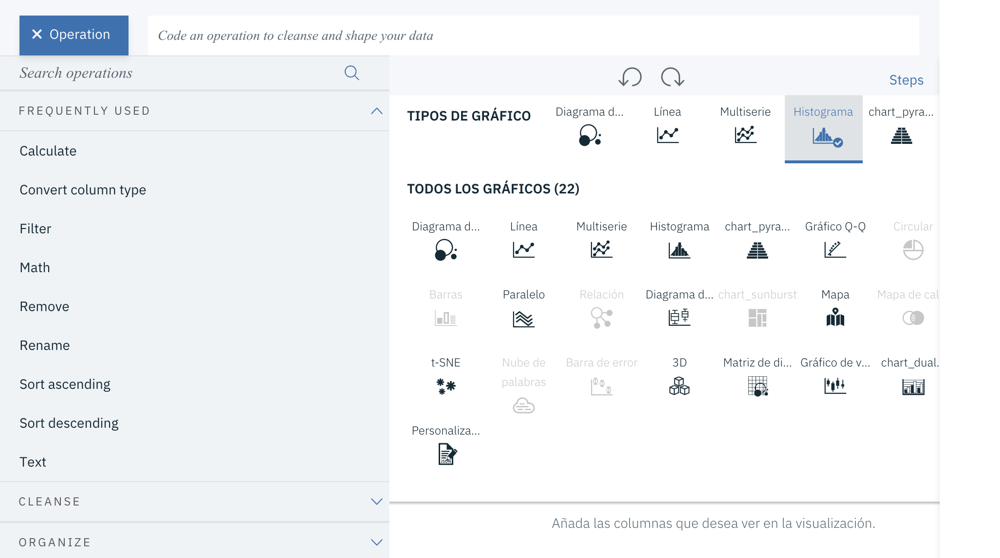 Operation
Code an operation to cleanse and shape your data
Search operations
Steps
FREQUENTLY USED
Calculate
Convert column type
Filter
Math
Remove
Rename
Sort ascending
Sort descending
Text
CLEANSE
ORGANIZE
TIPOS DE GRÁFICO
Diagrama d...
Línea
Multiserie
Histograma
chart_pyra...
TODOS LOS GRÁFICOS (22)
Diagrama d...
Línea
Multiserie
Histograma
chart_pyra...
Gráfico Q-Q
Circular
Barras
Paralelo
Relación
Diagrama d...
chart_sunburst
Mapa
Mapa de cal
t-SNE
Nube de
palabras
Barra de error
3D
Matriz de di...
Gráfico de v...
chart_dual.
Personaliza...
JSON
Añada las columnas que desea ver en la visualización.